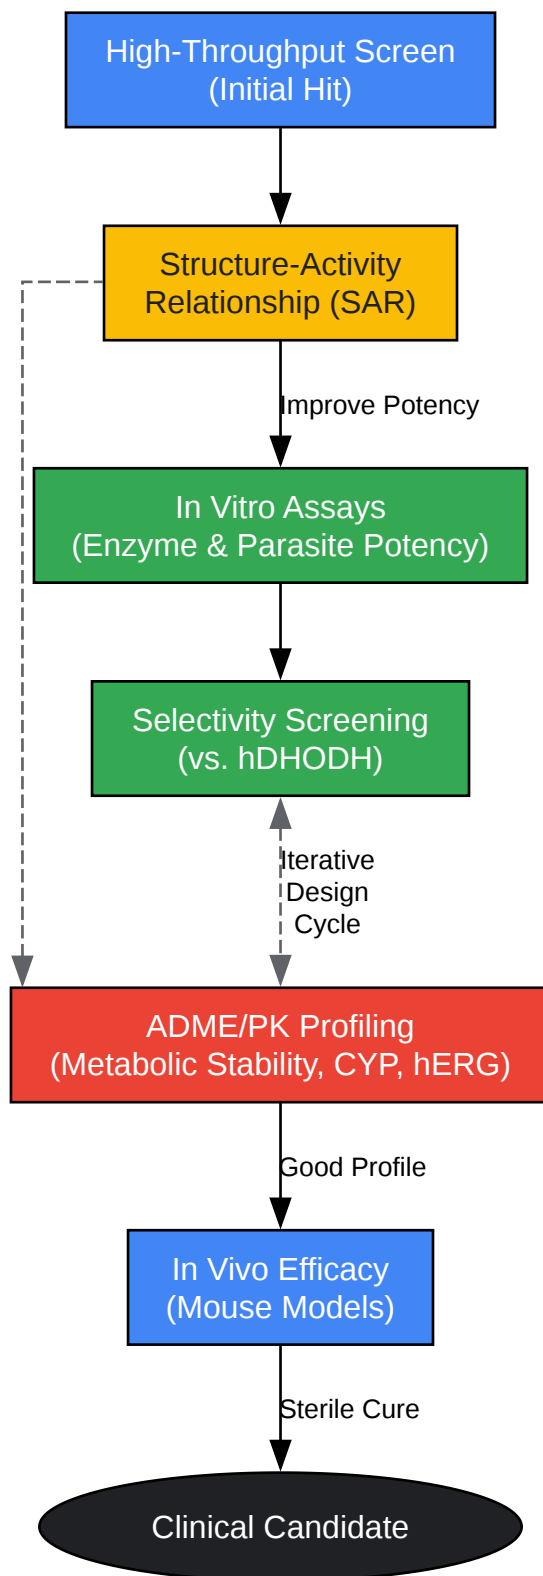 High-Throughput Screen
(Initial Hit)
Structure-Activity
Relationship (SAR)
Improve Potency
In Vitro Assays
(Enzyme & Parasite Potency)
Selectivity Screening
(vs. hDHODH)
Iterative
Design
Cycle
ADME/PK Profiling
(Metabolic Stability, CYP, hERG)
Good Profile
In Vivo Efficacy
(Mouse Models)
Sterile Cure
Clinical Candidate